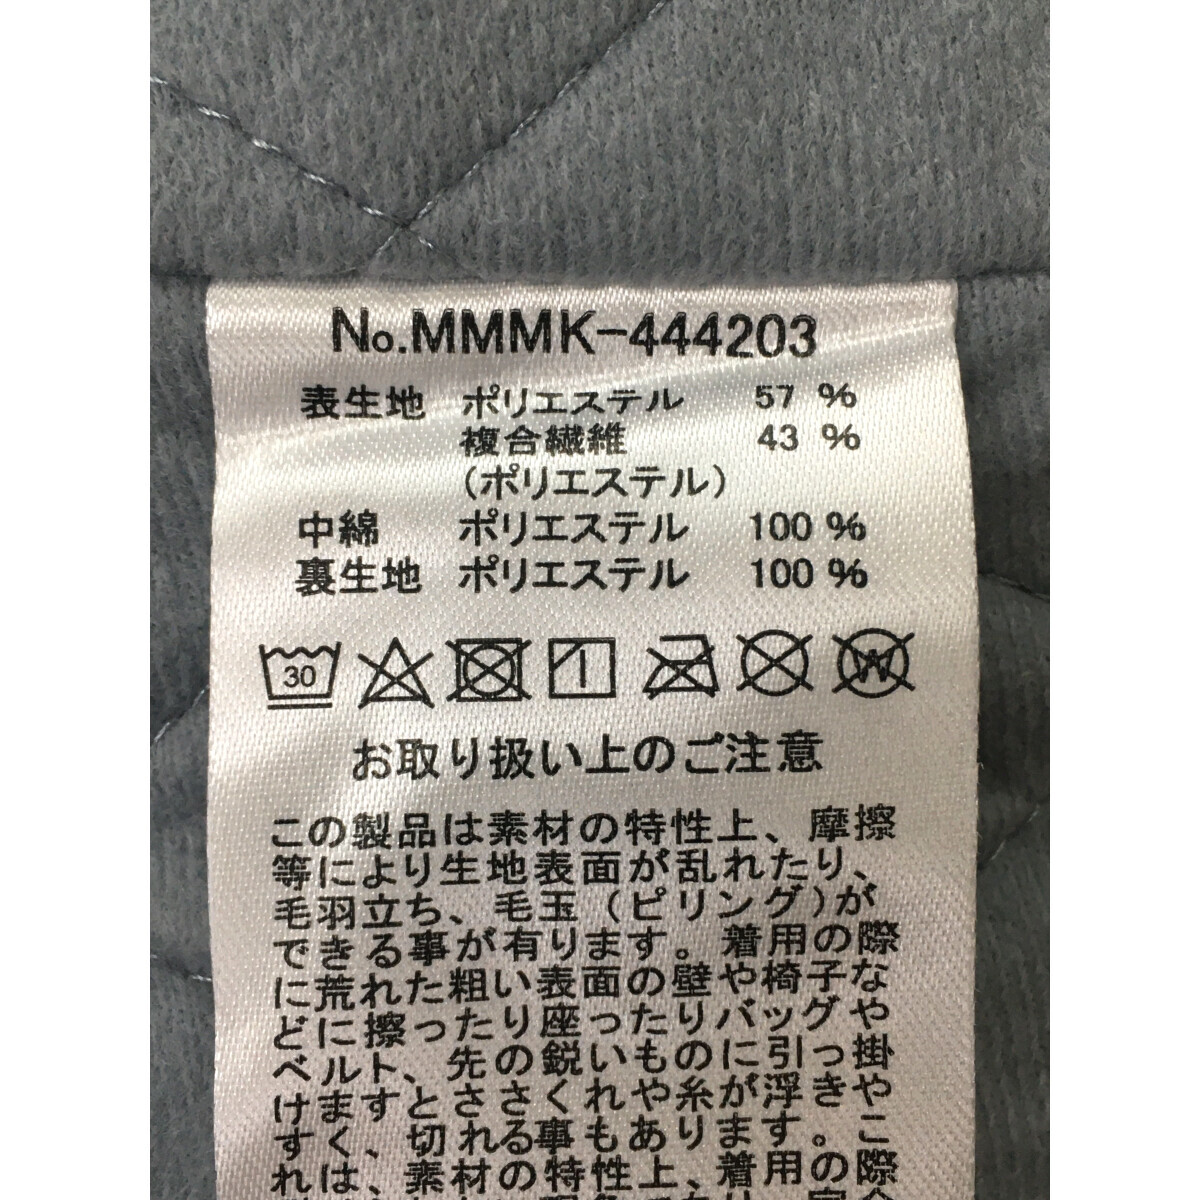 No.MMMK-444203
表生地 ポリエステル 57 %
複合繊維 43 %
(ポリエステル)
中綿 ポリエステル 100 %
裏生地 ポリエステル 100 %
30
W
お取り扱い上のご注意
この製品は素材の特性上、摩擦
等により生地表面が乱れたり、
毛羽立ち、毛玉(ピリング)が
できる事が有ります。着用の際
に荒れた粗い表面の壁や椅子な
どに擦ったり座ったりバッグや
ベルト、先の鋭いものに引っ掛
けますとささくれや糸が浮きや
すく、切れる事もあります。こ
れは、素材の特性上、着用の際